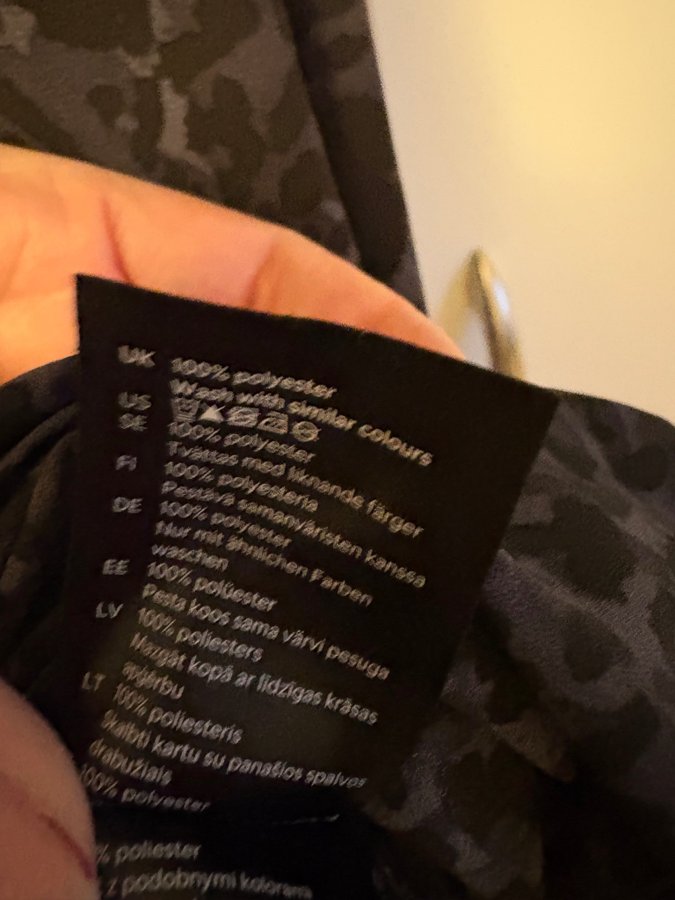 UK 100% polyester
Wash with similar colours
US
SE 100% polyester
Tvättas med liknande färger
FI 100% polyesteria
Pestävä samanväristen kanssa
DE 100% polyester
Nur mit ähnlichen Farben
waschen
EE 100% polüester
Pesta koos sama värvi pesuga
LV 100% poliesters
Mazgāt kopā ar līdzīgas krāsas
apģērbu
LT 100% poliesteris
Skalbti kartu su panašios spalvos
drabužiais
100% polyester
% poliester
z podobnymi kolorami